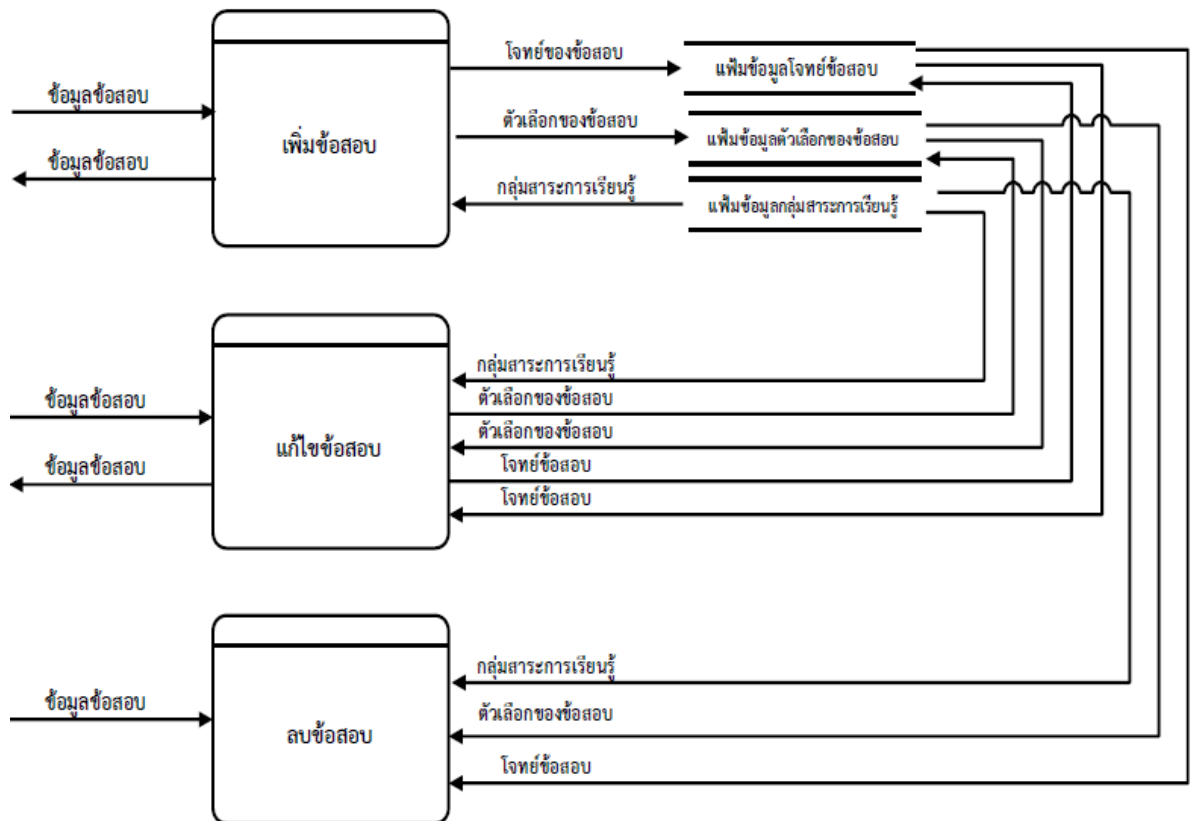 โจทย์ของข้อสอบ
แฟ้มข้อมูลโจทย์ข้อสอบ
ข้อมูลข้อสอบ
ตัวเลือกของข้อสอบ
แฟ้มข้อมูลตัวเลือกของข้อสอบ
เพิ่มข้อสอบ
ข้อมูลข้อสอบ
กลุ่มสาระการเรียนรู้
แฟ้มข้อมูลกลุ่มสาระการเรียนรู้
กลุ่มสาระการเรียนรู้
ข้อมูลข้อสอบ
ตัวเลือกของข้อสอบ
ตัวเลือกของข้อสอบ
แก้ไขข้อสอบ
ข้อมูลข้อสอบ
โจทย์ข้อสอบ
โจทย์ข้อสอบ
กลุ่มสาระการเรียนรู้
ข้อมูลข้อสอบ
ตัวเลือกของข้อสอบ
ลบข้อสอบ
โจทย์ข้อสอบ